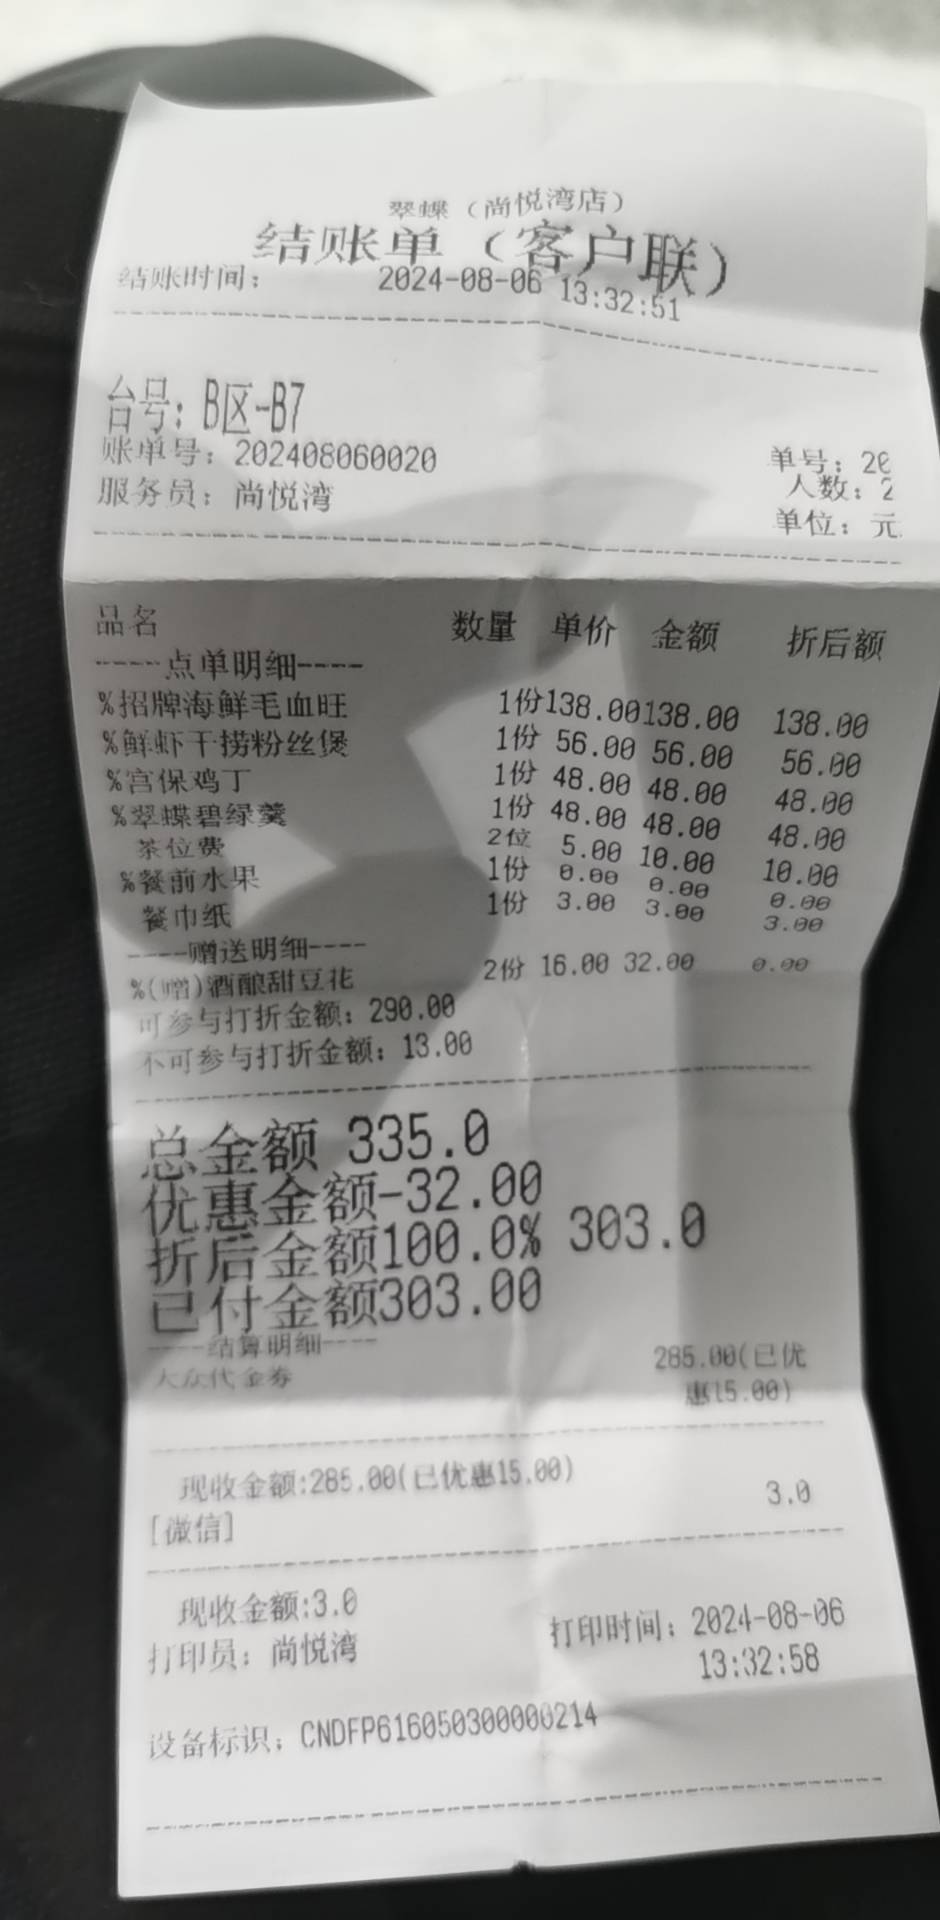 翠蝶（尚悦湾店）
结账单（客户联）
结账时间： 2024-08-06 13:32:51
台号：B区-B7
账单号：202408060020 单号：20
服务员：尚悦湾 人数：2
单位：元
品名 数量 单价 金额 折后额
-----点单明细----
%招牌海鲜毛血旺 1份 138.00 138.00 138.00
%鲜虾干捞粉丝煲 1份 56.00 56.00 56.00
%宫保鸡丁 1份 48.00 48.00 48.00
%翠蝶碧绿羹 1份 48.00 48.00 48.00
茶位费 2位 5.00 10.00 10.00
%餐前水果 1份 0.00 0.00 0.00
餐巾纸 1份 3.00 3.00 3.00
----赠送明细----
%(赠)酒酿甜豆花 2份 16.00 32.00 0.00
可参与打折金额：290.00
不可参与打折金额：13.00
总金额 335.0
优惠金额-32.00
折后金额100.0% 303.0
已付金额303.00
----结算明细----
大众代金券 285.00(已优
惠15.00)
现收金额:285.00(已优惠15.00)
[微信] 3.0
现收金额:3.0
打印员：尚悦湾 打印时间：2024-08-06
13:32:58
设备标识：CNDFP616050300000214